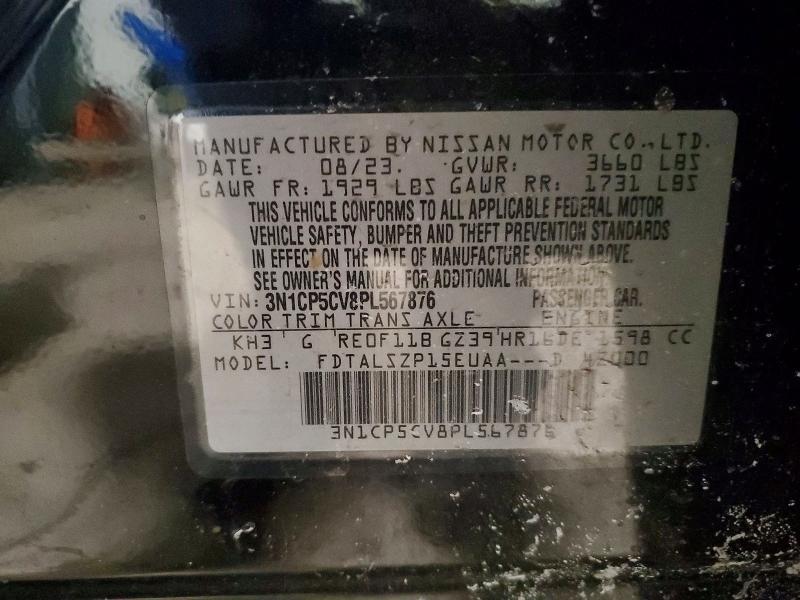 MANUFACTURED BY NISSAN MOTOR CO.,LTD.
DATE: 08/23. GVWR: 3660 LBS
GAWR FR: 1929 LBS GAWR RR: 1731 LBS
THIS VEHICLE CONFORMS TO ALL APPLICABLE FEDERAL MOTOR
VEHICLE SAFETY, BUMPER AND THEFT PREVENTION STANDARDS
IN EFFECT ON THE DATE OF MANUFACTURE SHOWN ABOVE.
SEE OWNER'S MANUAL FOR ADDITIONAL INFORMATION.
VIN: 3N1CP5CV8PL567876 PASSENGER CAR.
COLOR TRIM TRANS AXLE ENGINE
KH3 G RE0F11B GZ39 HR16DE 1598 CC
MODEL: FDTALSZP15EUAA---D 42000
3N1CP5CV8PL567876